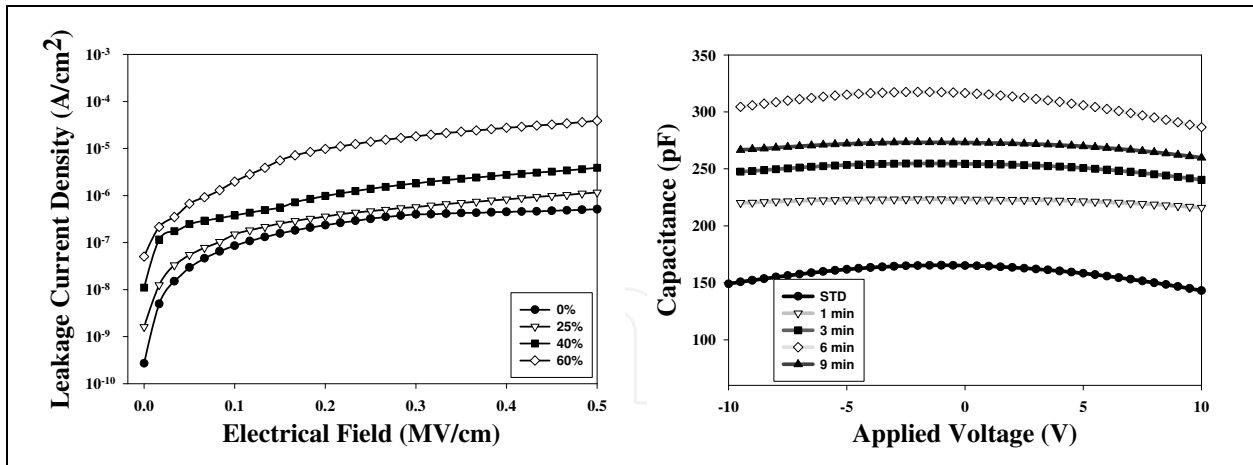 Leakage Current Density (A/cm²)
10⁻³
10⁻⁴
10⁻⁵
10⁻⁶
10⁻⁷
10⁻⁸
10⁻⁹
10⁻¹⁰
0.0 0.1 0.2 0.3 0.4 0.5
Electrical Field (MV/cm)
0%
25%
40%
60%
Capacitance (pF)
350
300
250
200
150
100
-10 -5 0 5 10
Applied Voltage (V)
STD
1 min
3 min
6 min
9 min